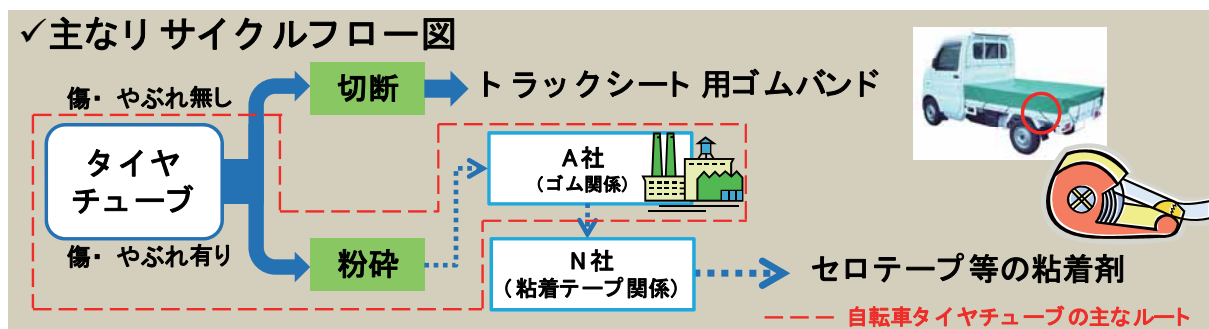 ✓主なリサイクルフロー図
傷・やぶれ無し
切断
トラックシート用ゴムバンド
タイヤ
チューブ
A社
(ゴム関係)
傷・やぶれ有り
粉砕
N社
(粘着テープ関係)
セロテープ等の粘着剤
自転車タイヤチューブの主なルート